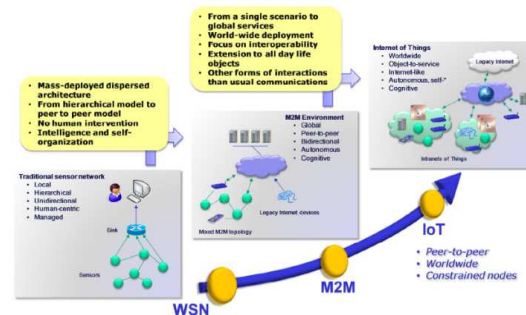 • From a single scenario to
global services
• World-wide deployment
• Focus on interoperability
• Extension to all day life
objects
• Other forms of interactions
than usual communications
• Mass-deployed dispersed
architecture
• From hierarchical model to
peer to peer model
• No human intervention
• Intelligence and self-
organization
Internet of Things
• Worldwide
• Object-to-service
• Internet-like
• Autonomous, self-*
• Cognitive
Legacy Internet
Intranets of Things
M2M Environment
• Global
• Peer-to-peer
• Bidirectional
• Autonomous
• Cognitive
Legacy Internet devices
Mixed M2M topology
Traditional sensor network
• Local
• Hierarchical
• Unidirectional
• Human-centric
• Managed
Sink
Sensors
WSN
M2M
IoT
• Peer-to-peer
• Worldwide
• Constrained nodes